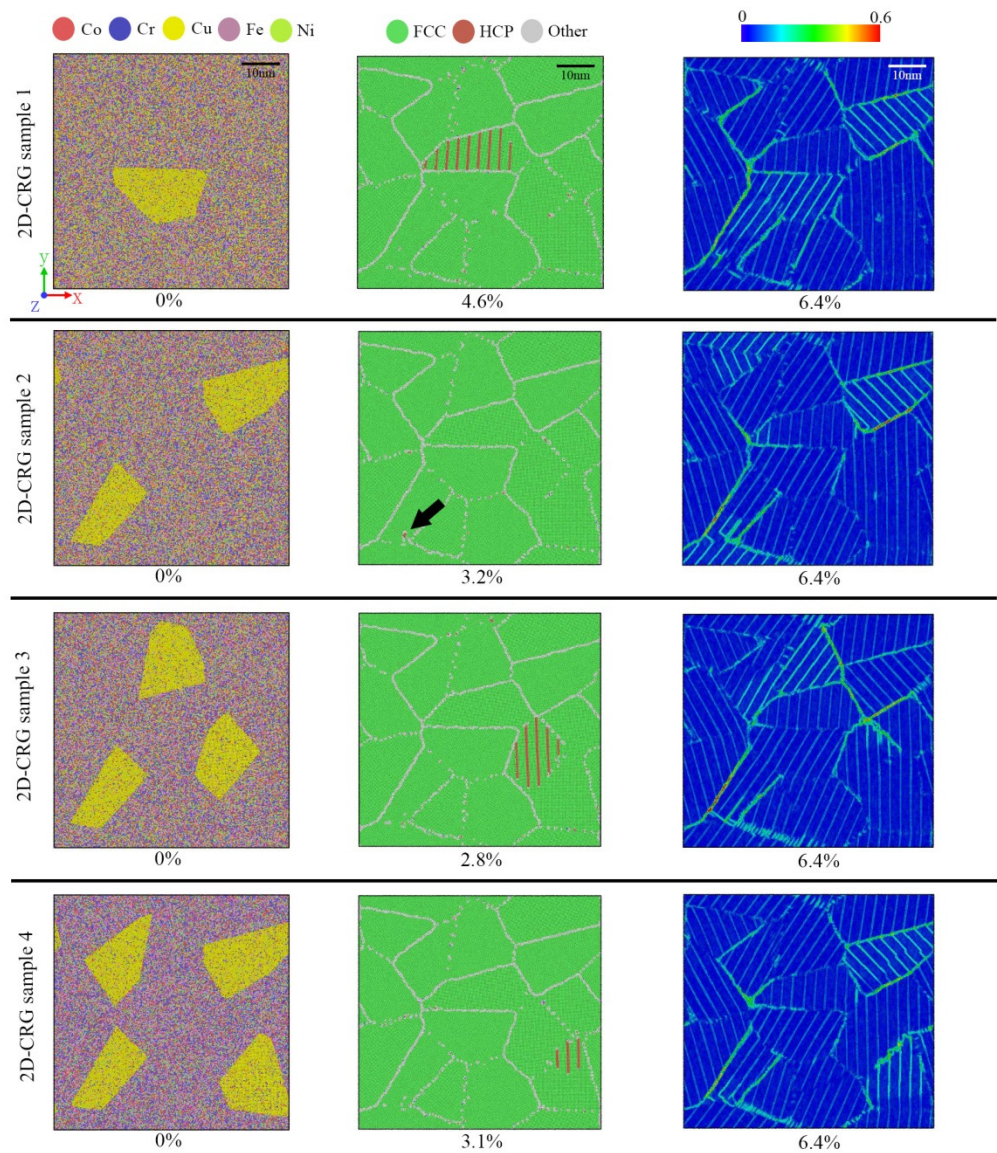 Co Cr Cu Fe Ni
FCC HCP Other
0 0.6
2D-CRG sample 1
10nm
10nm
10nm
y
Z X
0% 4.6% 6.4%
2D-CRG sample 2
0% 3.2% 6.4%
2D-CRG sample 3
0% 2.8% 6.4%
2D-CRG sample 4
0% 3.1% 6.4%